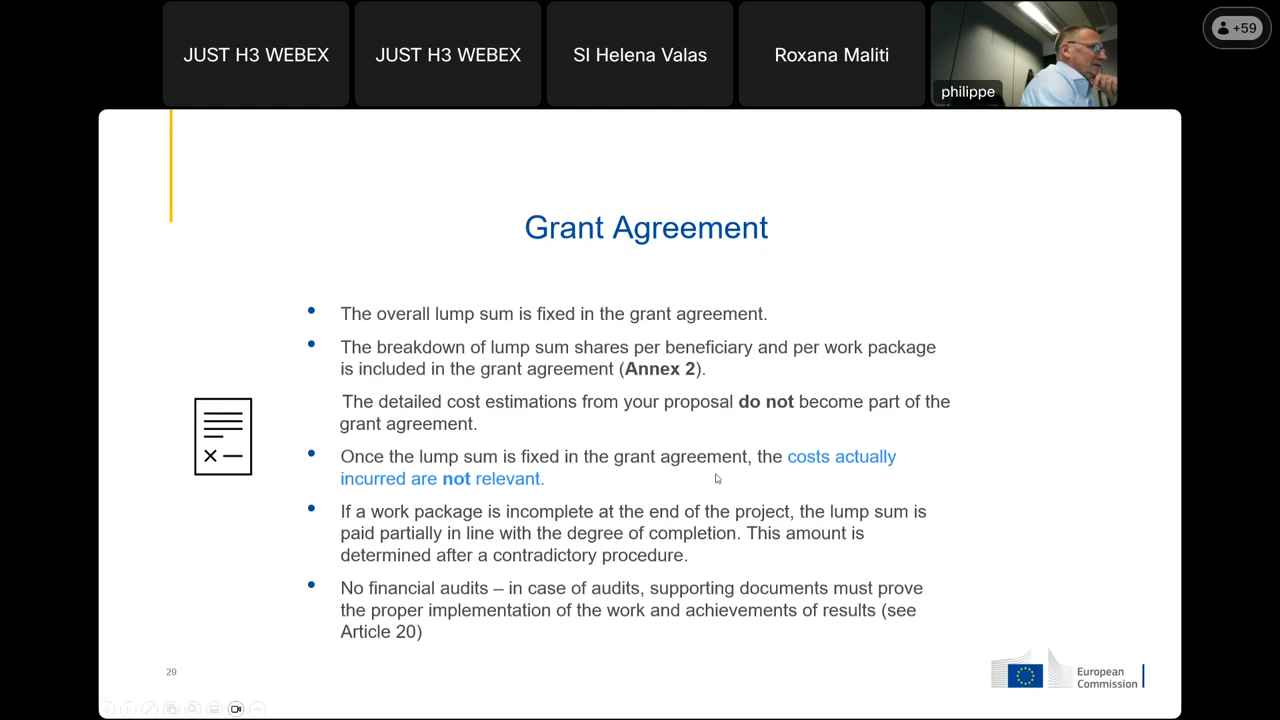 JUST H3 WEBEX
JUST H3 WEBEX
SI Helena Valas
Roxana Maliti
philippe
+59
Grant Agreement
• The overall lump sum is fixed in the grant agreement.
• The breakdown of lump sum shares per beneficiary and per work package
is included in the grant agreement (Annex 2).
The detailed cost estimations from your proposal do not become part of the
grant agreement.
• Once the lump sum is fixed in the grant agreement, the costs actually
incurred are not relevant.
• If a work package is incomplete at the end of the project, the lump sum is
paid partially in line with the degree of completion. This amount is
determined after a contradictory procedure.
• No financial audits – in case of audits, supporting documents must prove
the proper implementation of the work and achievements of results (see
Article 20)
29
European
Commission